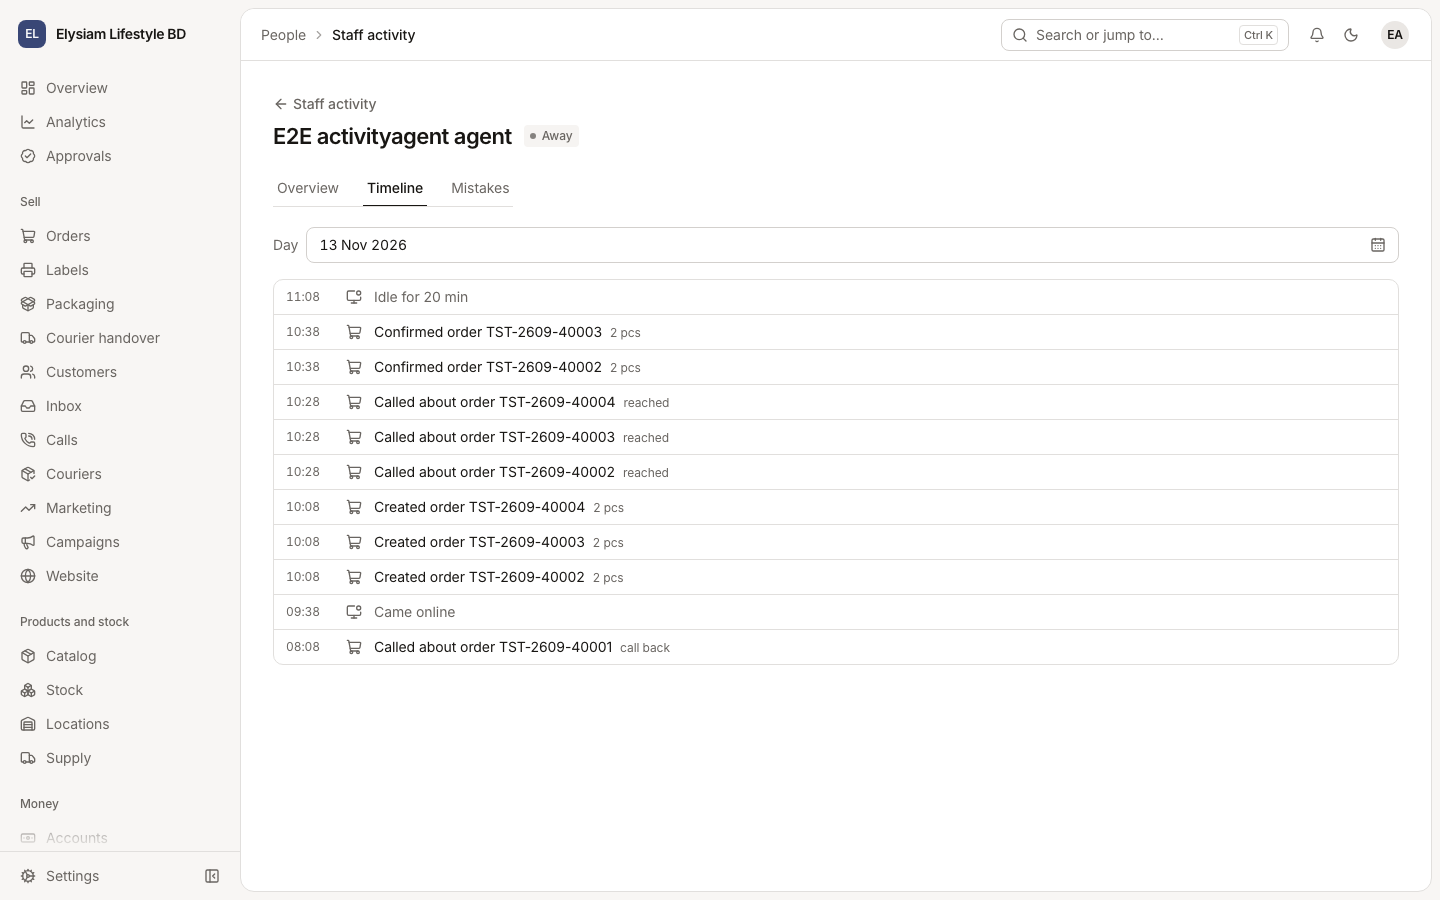 EL Elysiam Lifestyle BD
People > Staff activity
Search or jump to... Ctrl K
EA
Overview
Analytics
Approvals
Sell
Orders
Labels
Packaging
Courier handover
Customers
Inbox
Calls
Couriers
Marketing
Campaigns
Website
Products and stock
Catalog
Stock
Locations
Supply
Money
Accounts
Settings
Staff activity
E2E activityagent agent Away
Overview Timeline Mistakes
Day 13 Nov 2026
11:08 Idle for 20 min
10:38 Confirmed order TST-2609-40003 2 pcs
10:38 Confirmed order TST-2609-40002 2 pcs
10:28 Called about order TST-2609-40004 reached
10:28 Called about order TST-2609-40003 reached
10:28 Called about order TST-2609-40002 reached
10:08 Created order TST-2609-40004 2 pcs
10:08 Created order TST-2609-40003 2 pcs
10:08 Created order TST-2609-40002 2 pcs
09:38 Came online
08:08 Called about order TST-2609-40001 call back